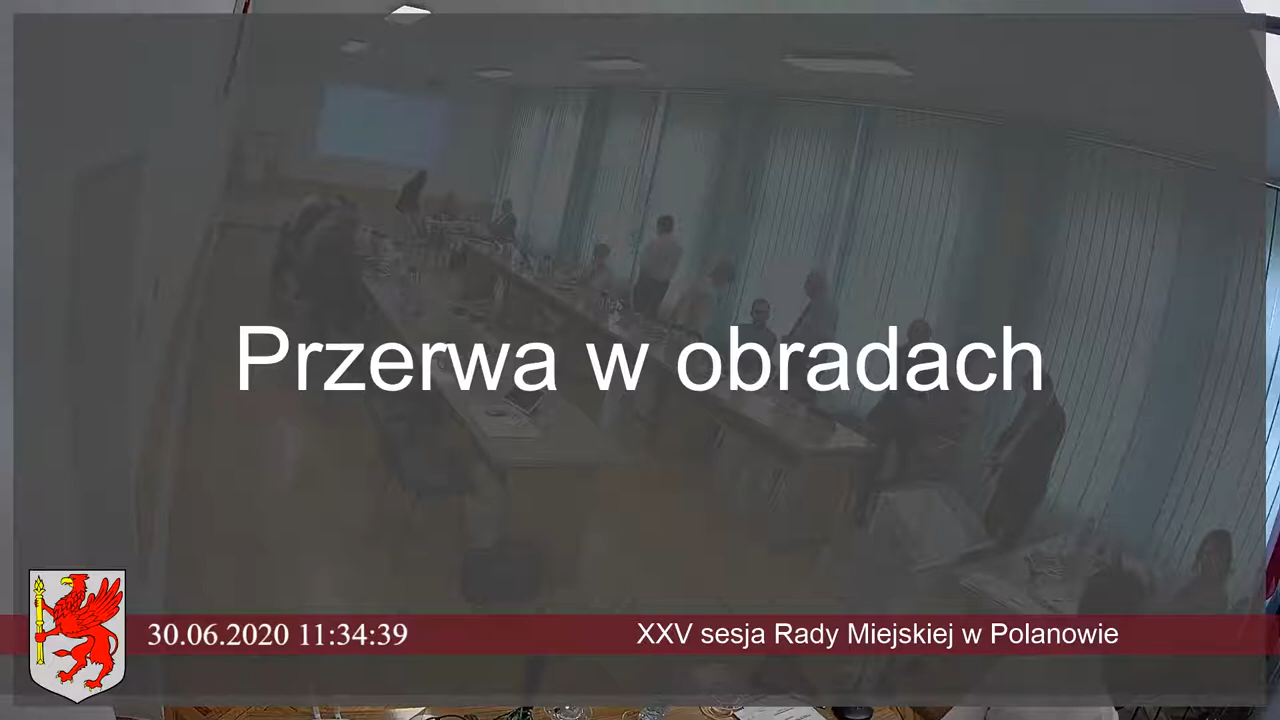 Przerwa w obradach
30.06.2020 11:34:39
XXV sesja Rady Miejskiej w Polanowie